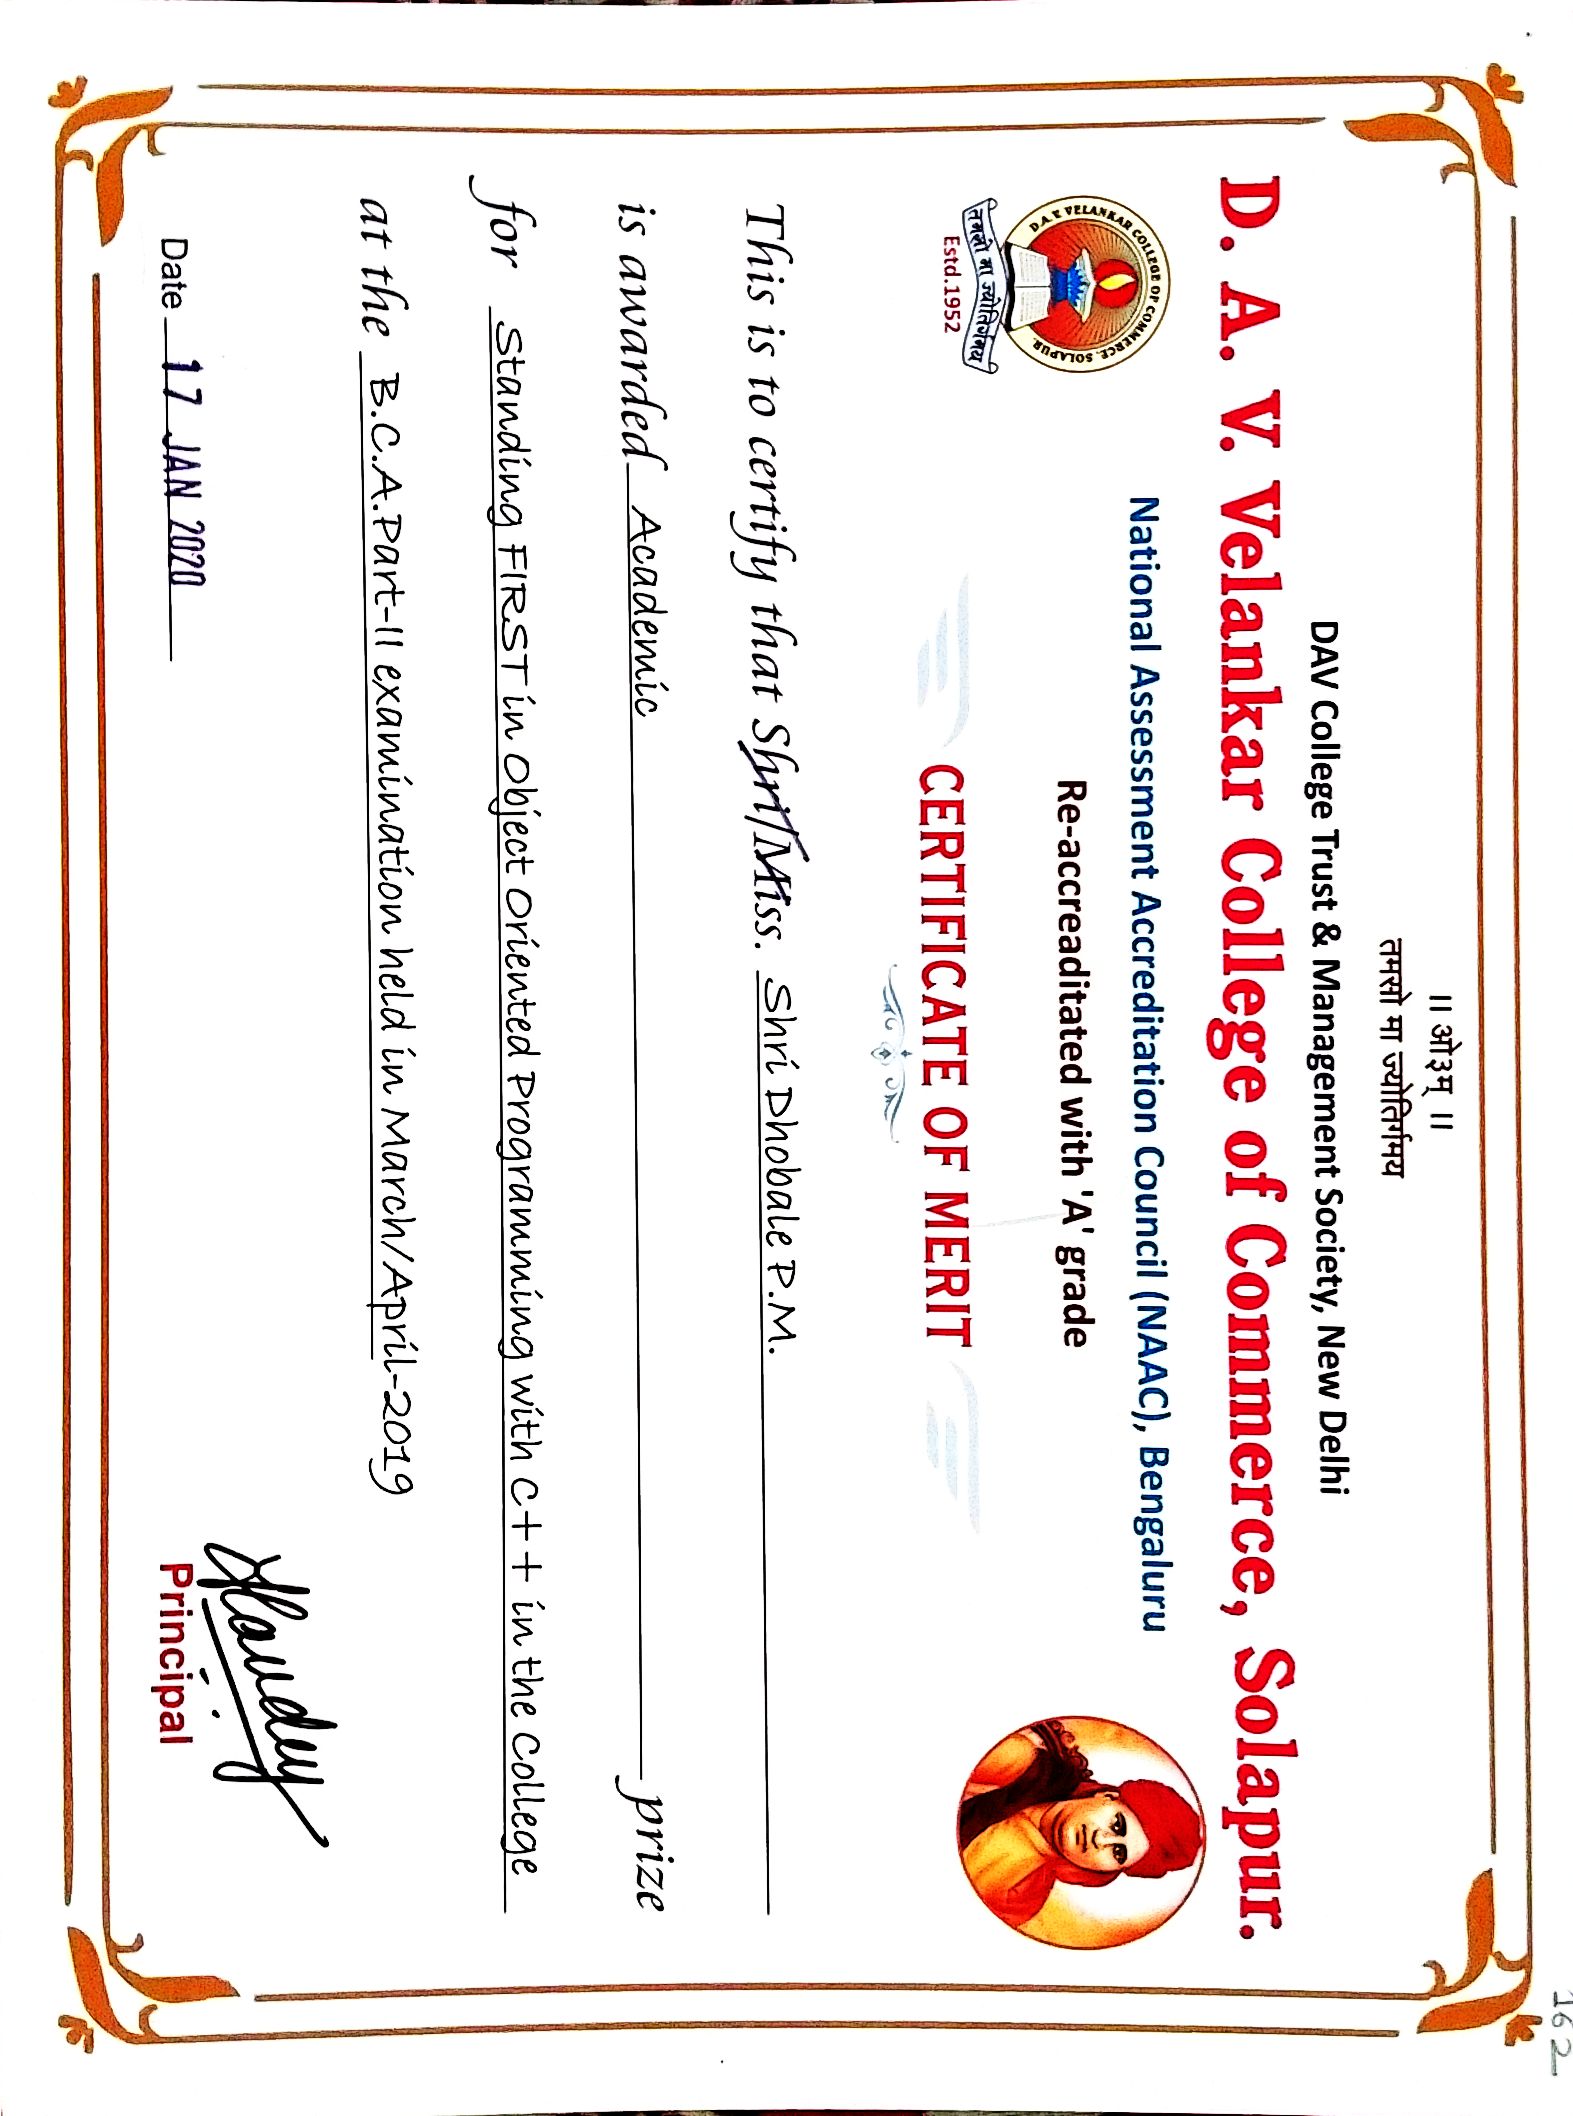 162
॥ ओ३म् ॥
तमसो मा ज्योतिर्गमय
DAV College Trust & Management Society, New Delhi
D. A. V. Velankar College of Commerce, Solapur.
D.A.V. VELANKAR COLLEGE OF COMMERCE, SOLAPUR.
तमसो मा ज्योतिर्गमय
Estd.1952
National Assessment Accreditation Council (NAAC), Bengaluru
Re-accreaditated with 'A' grade
CERTIFICATE OF MERIT
This is to certify that Shri/Miss. Shri Dhobale P.M.
is awarded Academic prize
for Standing FIRST in Object Oriented Programming with C++ in the College
at the B.C.A.Part-II examination held in March/April-2019
Date 17 JAN 2020
Principal